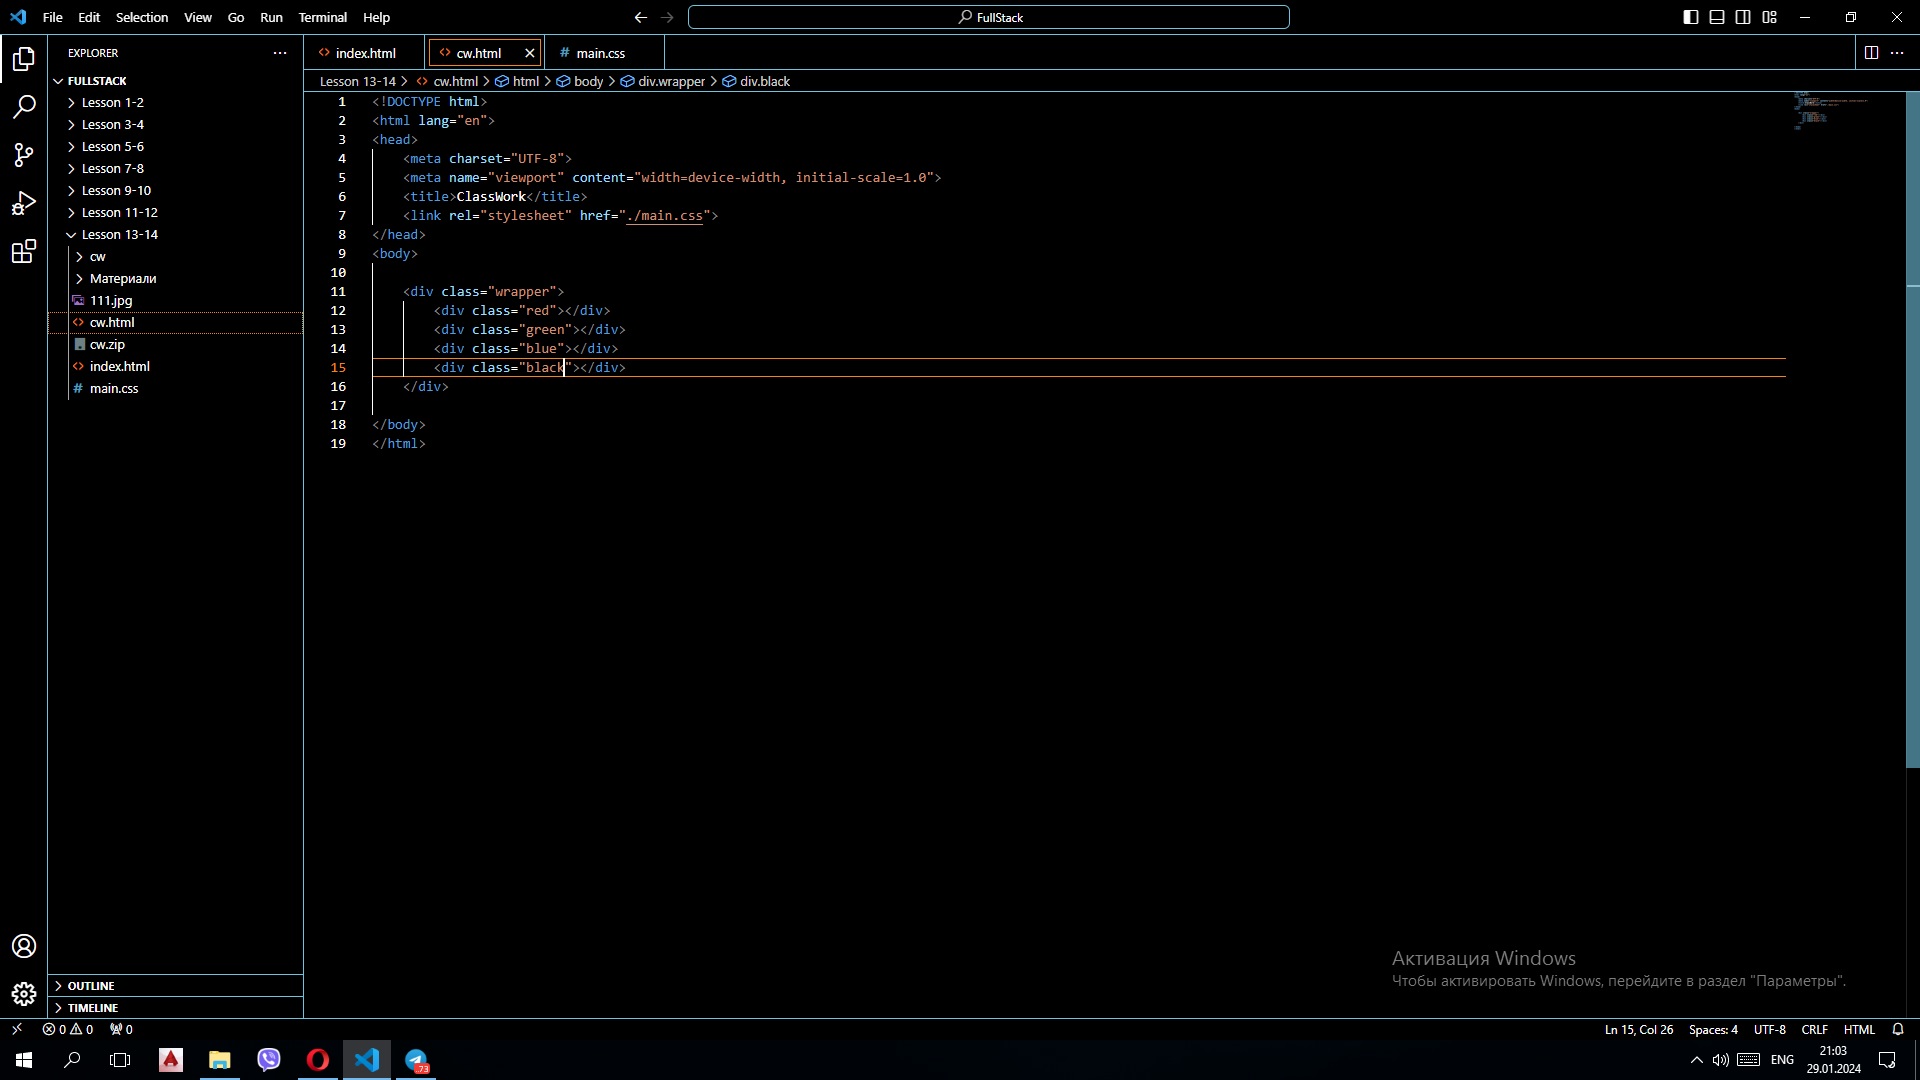 File Edit Selection View Go Run Terminal Help
FullStack
EXPLORER
index.html
cw.html
main.css
Lesson 13-14 > cw.html > html > body > div.wrapper > div.black
FULLSTACK
Lesson 1-2
Lesson 3-4
Lesson 5-6
Lesson 7-8
Lesson 9-10
Lesson 11-12
Lesson 13-14
cw
Материали
111.jpg
cw.html
cw.zip
index.html
main.css
OUTLINE
TIMELINE
1 <!DOCTYPE html>
2 <html lang="en">
3 <head>
4 <meta charset="UTF-8">
5 <meta name="viewport" content="width=device-width, initial-scale=1.0">
6 <title>ClassWork</title>
7 <link rel="stylesheet" href="./main.css">
8 </head>
9 <body>
10
11 <div class="wrapper">
12 <div class="red"></div>
13 <div class="green"></div>
14 <div class="blue"></div>
15 <div class="black"></div>
16 </div>
17
18 </body>
19 </html>
Активация Windows
Чтобы активировать Windows, перейдите в раздел "Параметры".
0 0 0
Ln 15, Col 26 Spaces: 4 UTF-8 CRLF HTML
73
ENG
21:03
29.01.2024